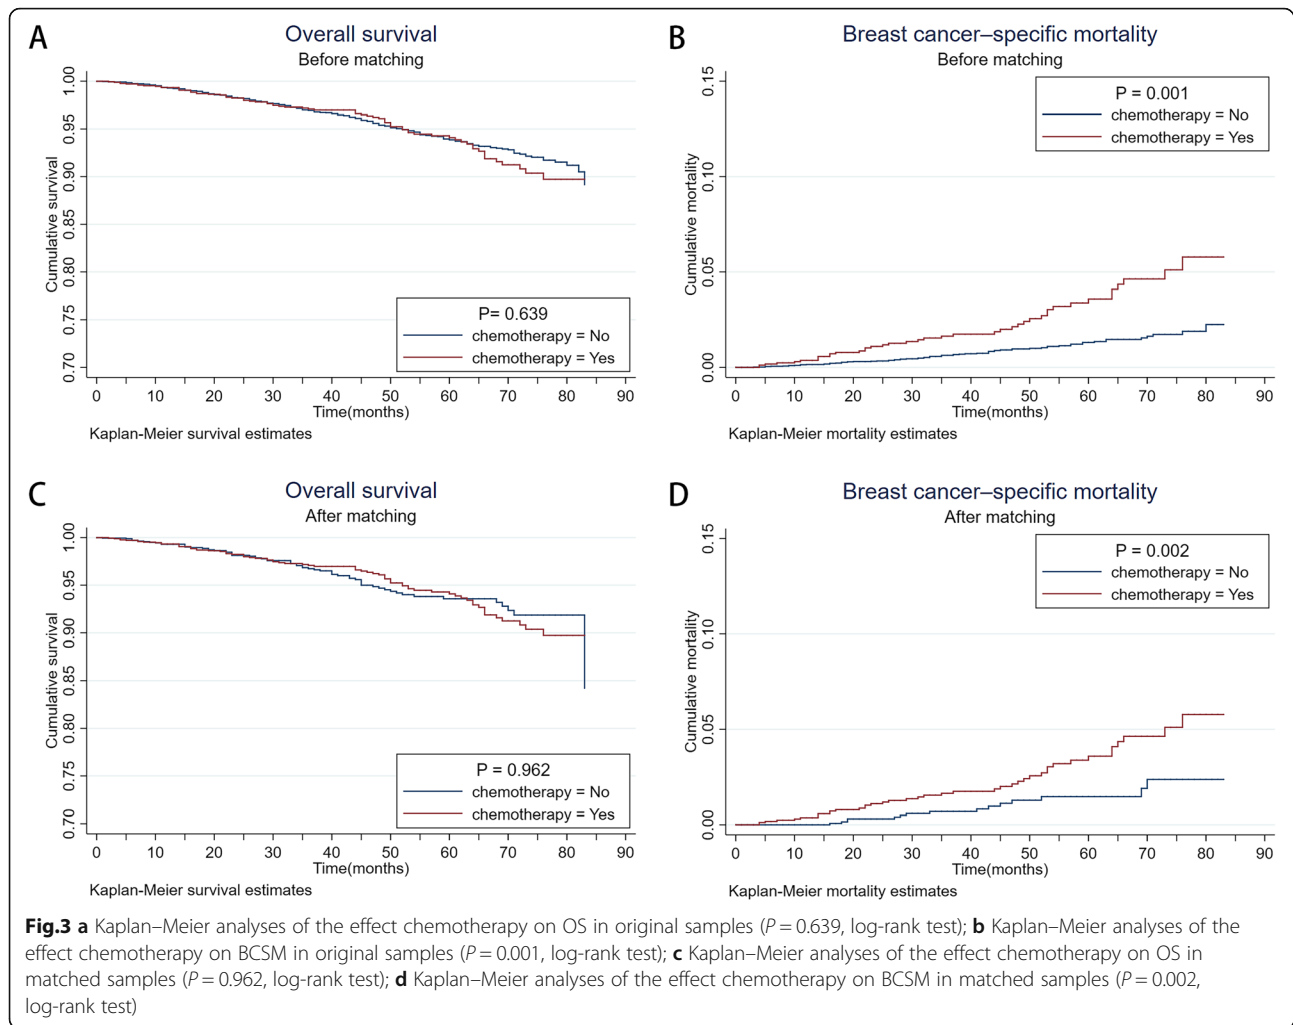 A
Overall survival
Before matching
Cumulative survival
1.00
0.95
0.90
0.85
0.80
0.75
0.70
P= 0.639
chemotherapy = No
chemotherapy = Yes
0 10 20 30 40 50 60 70 80 90
Time(months)
Kaplan-Meier survival estimates
B
Breast cancer–specific mortality
Before matching
Cumulative mortality
0.15
0.10
0.05
0.00
P = 0.001
chemotherapy = No
chemotherapy = Yes
0 10 20 30 40 50 60 70 80 90
Time(months)
Kaplan-Meier mortality estimates
C
Overall survival
After matching
Cumulative survival
1.00
0.95
0.90
0.85
0.80
0.75
0.70
P = 0.962
chemotherapy = No
chemotherapy = Yes
0 10 20 30 40 50 60 70 80 90
Time(months)
Kaplan-Meier survival estimates
D
Breast cancer–specific mortality
After matching
Cumulative mortality
0.15
0.10
0.05
0.00
P = 0.002
chemotherapy = No
chemotherapy = Yes
0 10 20 30 40 50 60 70 80 90
Time(months)
Kaplan-Meier mortality estimates
Fig.3 a Kaplan–Meier analyses of the effect chemotherapy on OS in original samples (P = 0.639, log-rank test); b Kaplan–Meier analyses of the
effect chemotherapy on BCSM in original samples (P = 0.001, log-rank test); c Kaplan–Meier analyses of the effect chemotherapy on OS in
matched samples (P = 0.962, log-rank test); d Kaplan–Meier analyses of the effect chemotherapy on BCSM in matched samples (P = 0.002,
log-rank test)